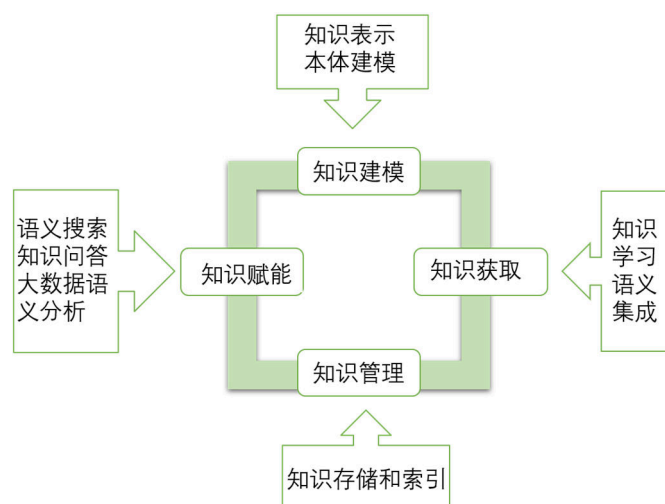 知识表示
本体建模
知识建模
语义搜索
知识问答
大数据语
义分析
知识赋能
知识获取
知识
学习
语义
集成
知识管理
知识存储和索引